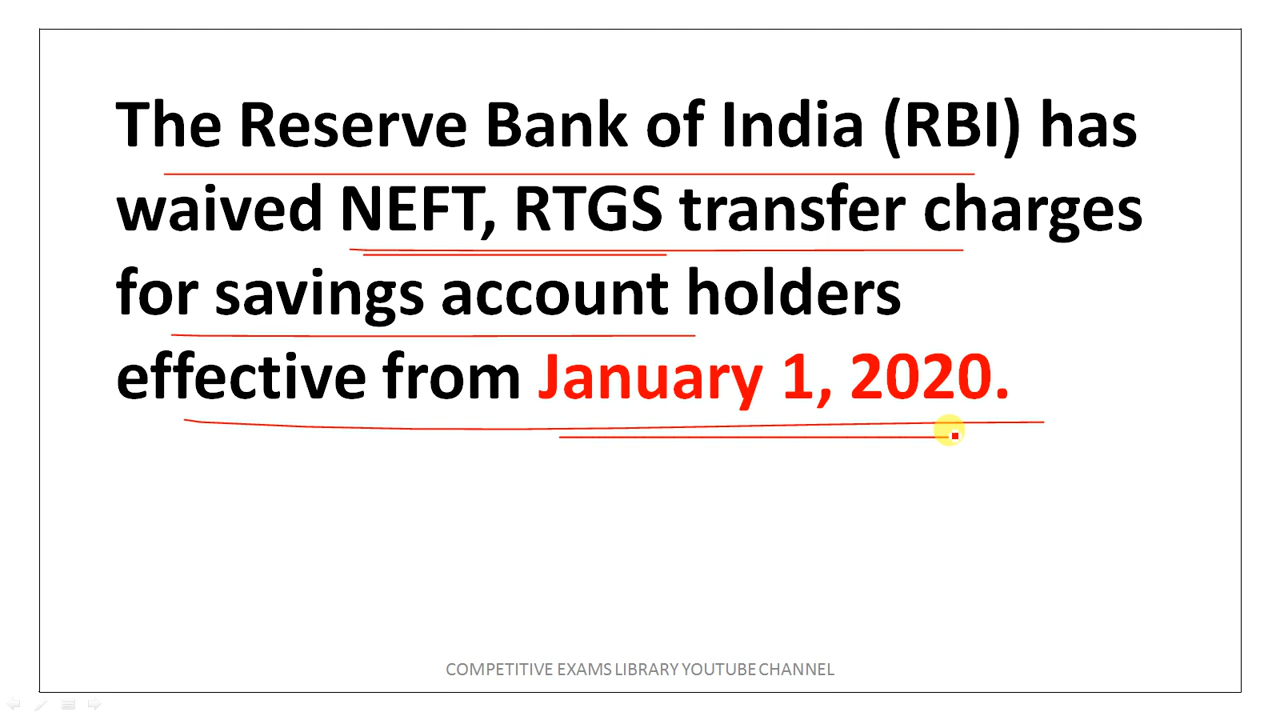 The Reserve Bank of India (RBI) has
waived NEFT, RTGS transfer charges
for savings account holders
effective from January 1, 2020.
COMPETITIVE EXAMS LIBRARY YOUTUBE CHANNEL